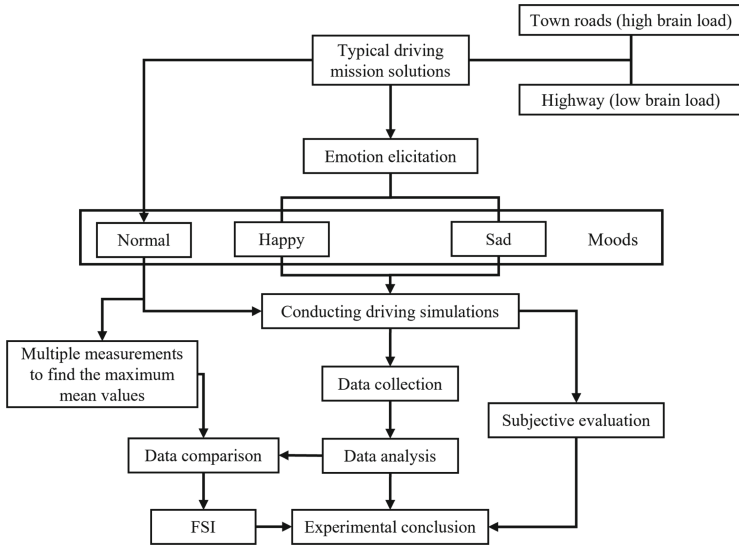 Town roads (high brain load)
Typical driving
mission solutions
Highway (low brain load)
Emotion elicitation
Normal
Happy
Sad
Moods
Conducting driving simulations
Multiple measurements
to find the maximum
mean values
Data collection
Subjective evaluation
Data comparison
Data analysis
FSI
Experimental conclusion